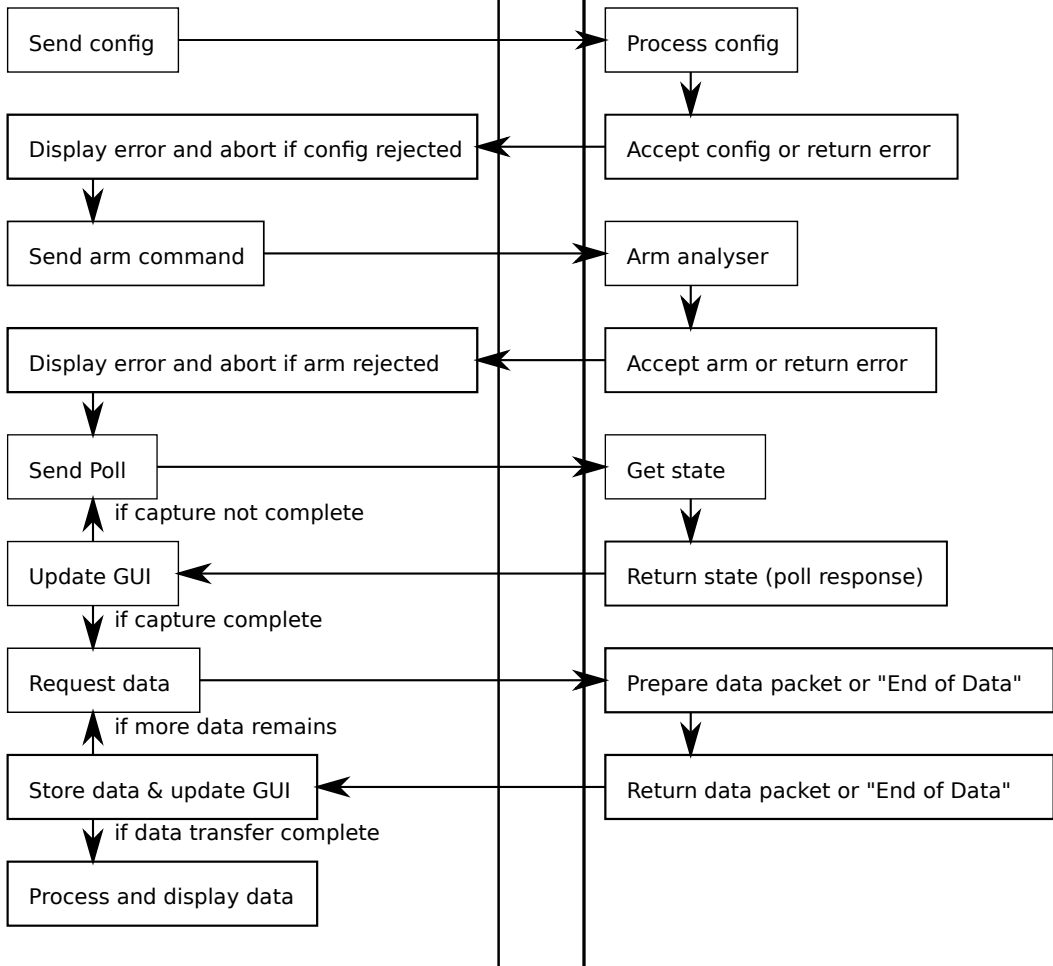 Send config
Process config
Display error and abort if config rejected
Accept config or return error
Send arm command
Arm analyser
Display error and abort if arm rejected
Accept arm or return error
Send Poll
Get state
if capture not complete
Update GUI
Return state (poll response)
if capture complete
Request data
Prepare data packet or "End of Data"
if more data remains
Store data & update GUI
Return data packet or "End of Data"
if data transfer complete
Process and display data